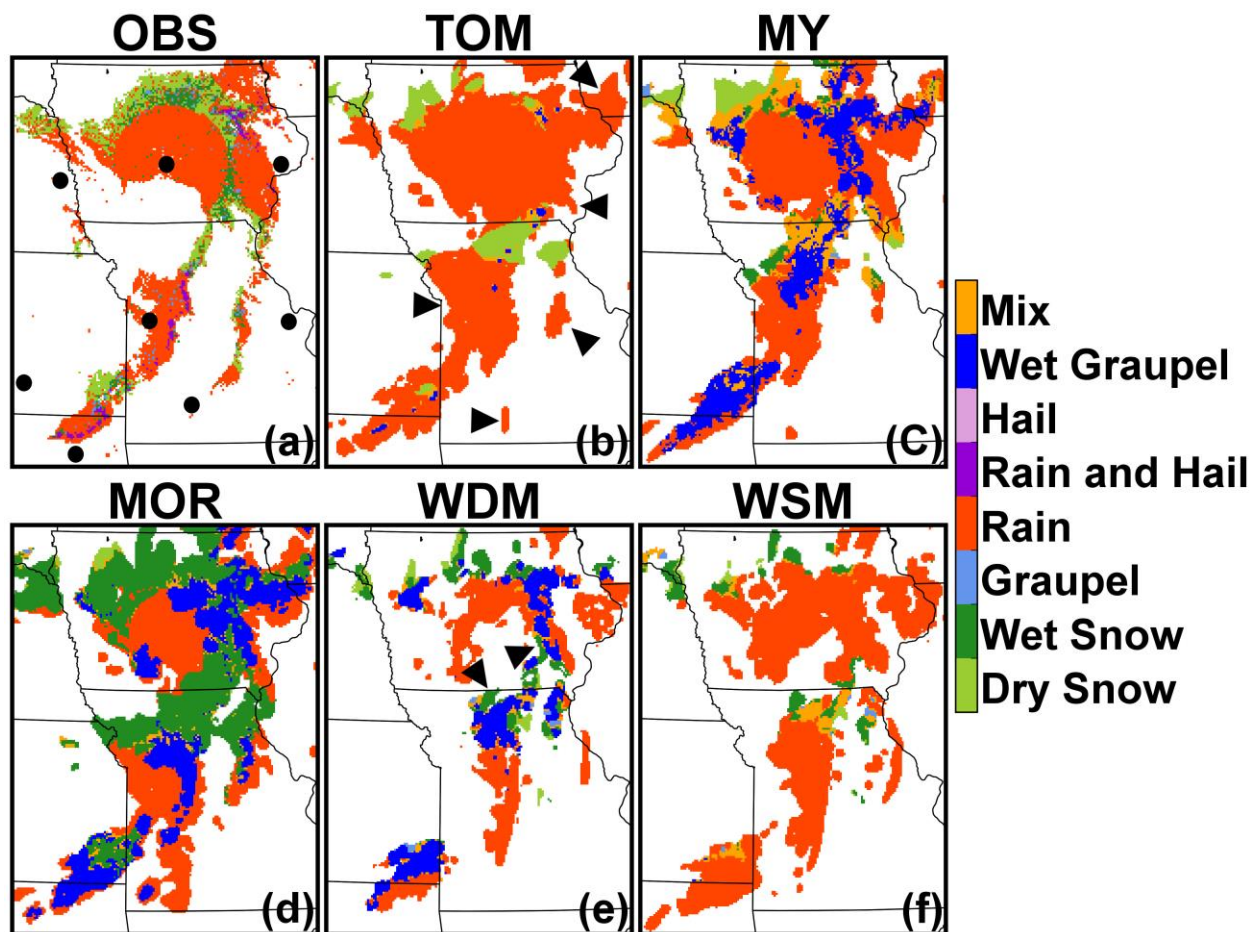 OBS TOM MY
(a) (b) (C)
MOR WDM WSM
(d) (e) (f)
Mix
Wet Graupel
Hail
Rain and Hail
Rain
Graupel
Wet Snow
Dry Snow